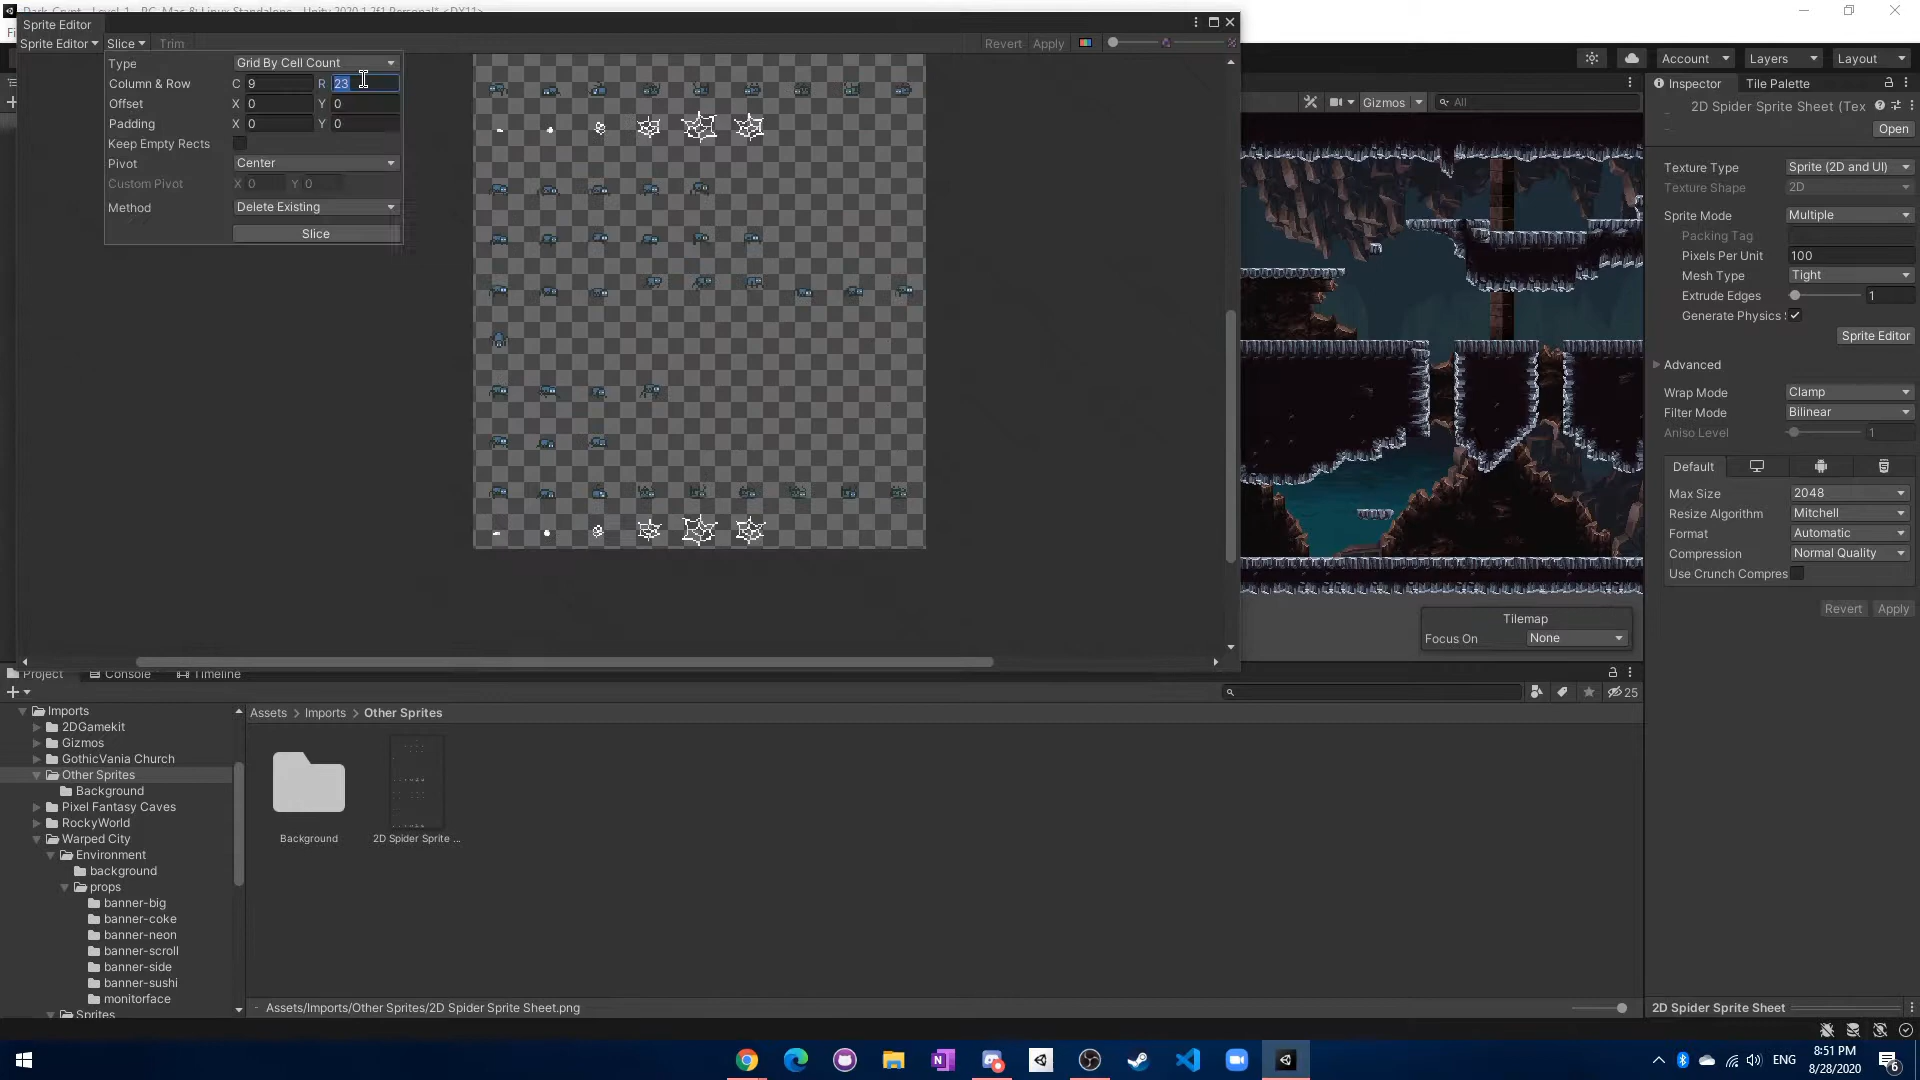 Sprite Editor
Sprite Editor Slice Trim Revert Apply
Type Grid By Cell Count
Column & Row C 9 R 23
Offset X 0 Y 0
Padding X 0 Y 0
Keep Empty Rects
Pivot Center
Custom Pivot X 0 Y 0
Method Delete Existing
Slice
Account Layers Layout
Gizmos All
Inspector Tile Palette
2D Spider Sprite Sheet (Tex
Open
Texture Type Sprite (2D and UI)
Texture Shape 2D
Sprite Mode Multiple
Packing Tag
Pixels Per Unit 100
Mesh Type Tight
Extrude Edges 1
Generate Physics
Sprite Editor
Advanced
Wrap Mode Clamp
Filter Mode Bilinear
Aniso Level 1
Default
Max Size 2048
Resize Algorithm Mitchell
Format Automatic
Compression Normal Quality
Use Crunch Compres
Revert Apply
Tilemap
Focus On None
Project Console Timeline
25
Imports
2DGamekit
Gizmos
GothicVania Church
Other Sprites
Background
Pixel Fantasy Caves
RockyWorld
Warped City
Environment
background
props
banner-big
banner-coke
banner-neon
banner-scroll
banner-side
banner-sushi
monitorface
Sprites
Assets > Imports > Other Sprites
Background 2D Spider Sprite ...
Assets/Imports/Other Sprites/2D Spider Sprite Sheet.png
2D Spider Sprite Sheet
ENG
8:51 PM
8/28/2020
6